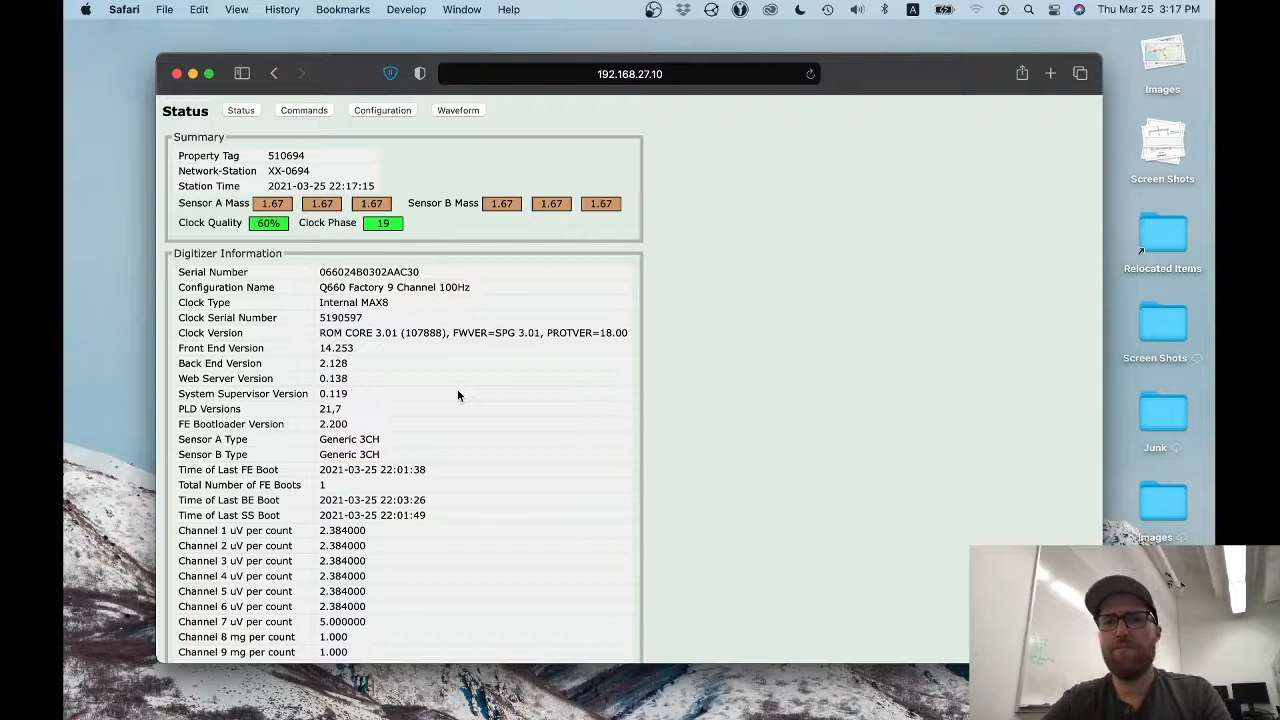 Safari File Edit View History Bookmarks Develop Window Help A Thu Mar 25 3:17 PM
192.168.27.10
Status Status Commands Configuration Waveform
Summary
Property Tag 510694
Network-Station XX-0694
Station Time 2021-03-25 22:17:15
Sensor A Mass 1.67 1.67 1.67 Sensor B Mass 1.67 1.67 1.67
Clock Quality 60% Clock Phase 19
Digitizer Information
Serial Number 066024B0302AAC30
Configuration Name Q660 Factory 9 Channel 100Hz
Clock Type Internal MAX8
Clock Serial Number 5190597
Clock Version ROM CORE 3.01 (107888), FWVER=SPG 3.01, PROTVER=18.00
Front End Version 14.253
Back End Version 2.128
Web Server Version 0.138
System Supervisor Version 0.119
PLD Versions 21,7
FE Bootloader Version 2.200
Sensor A Type Generic 3CH
Sensor B Type Generic 3CH
Time of Last FE Boot 2021-03-25 22:01:38
Total Number of FE Boots 1
Time of Last BE Boot 2021-03-25 22:03:26
Time of Last SS Boot 2021-03-25 22:01:49
Channel 1 uV per count 2.384000
Channel 2 uV per count 2.384000
Channel 3 uV per count 2.384000
Channel 4 uV per count 2.384000
Channel 5 uV per count 2.384000
Channel 6 uV per count 2.384000
Channel 7 uV per count 5.000000
Channel 8 mg per count 1.000
Channel 9 mg per count 1.000
Images
Screen Shots
Relocated Items
Screen Shots
Junk
Images